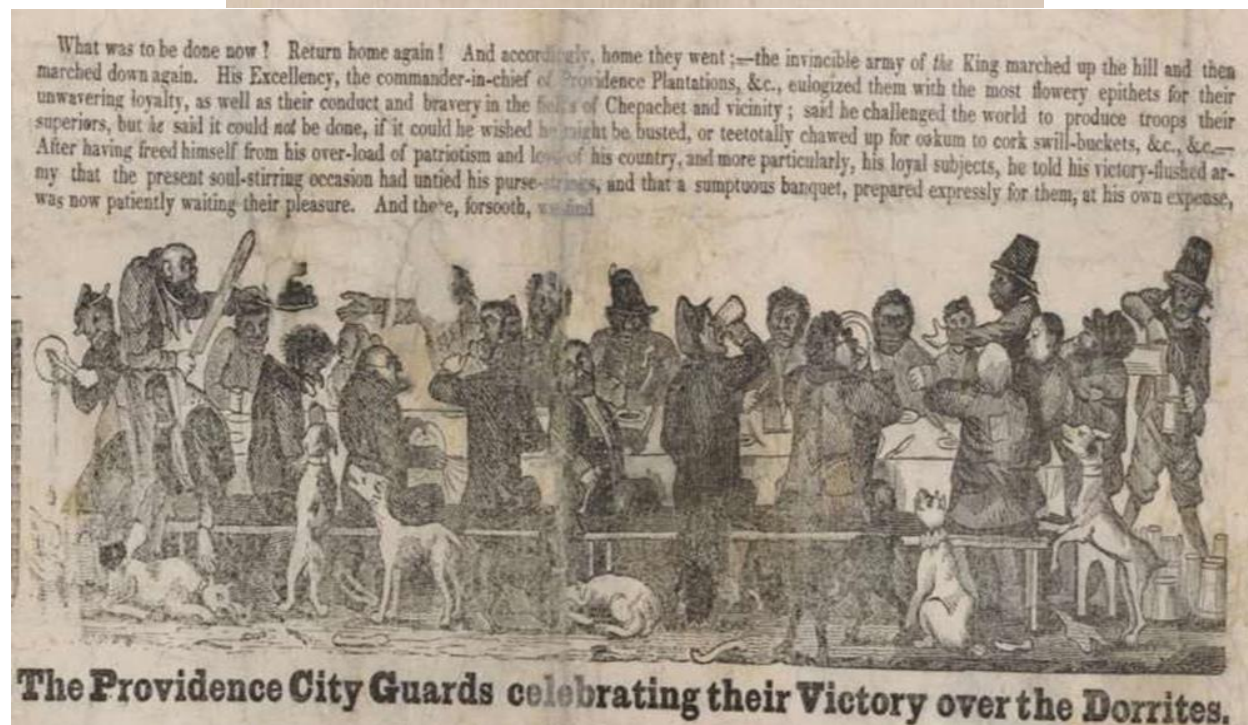 What was to be done now! Return home again! And accordingly, home they went;—the invincible army of the King marched up the hill and then
marched down again. His Excellency, the commander-in-chief of Providence Plantations, &c., eulogized them with the most flowery epithets for their
unwavering loyalty, as well as their conduct and bravery in the of Chepachet and vicinity; said he challenged the world to produce troops their
superiors, but he said it could not be done, if it could he wished he might be busted, or teetotally chawed up for oakum to cork swill-buckets, &c., &c.—
After having freed himself from his over-load of patriotism and love of his country, and more particularly, his loyal subjects, he told his victory-flushed ar-
my that the present soul-stirring occasion had untied his purse-strings, and that a sumptuous banquet, prepared expressly for them, at his own expense,
was now patiently waiting their pleasure. And there, forsooth, we find
The Providence City Guards celebrating their Victory over the Dorrites.